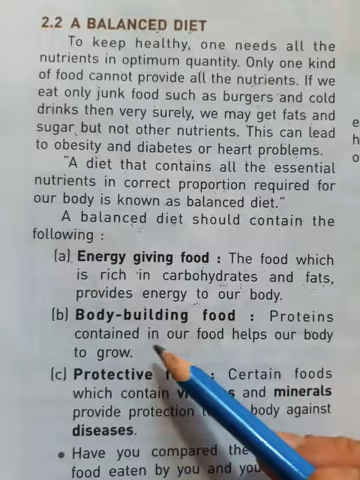 2.2 A BALANCED DIET
To keep healthy, one needs all the
nutrients in optimum quantity. Only one kind
of food cannot provide all the nutrients. If we
eat only junk food such as burgers and cold
drinks then very surely, we may get fats and
sugar but not other nutrients. This can lead
to obesity and diabetes or heart problems.
"A diet that contains all the essential
nutrients in correct proportion required for
our body is known as balanced diet."
A balanced diet should contain the
following :
(a) Energy giving food : The food which
is rich in carbohydrates and fats,
provides energy to our body.
(b) Body-building food : Proteins
contained in our food helps our body
to grow.
(c) Protective : Certain foods
which contain and minerals
provide protection body against
diseases.
• Have you compared the
food eaten by you and